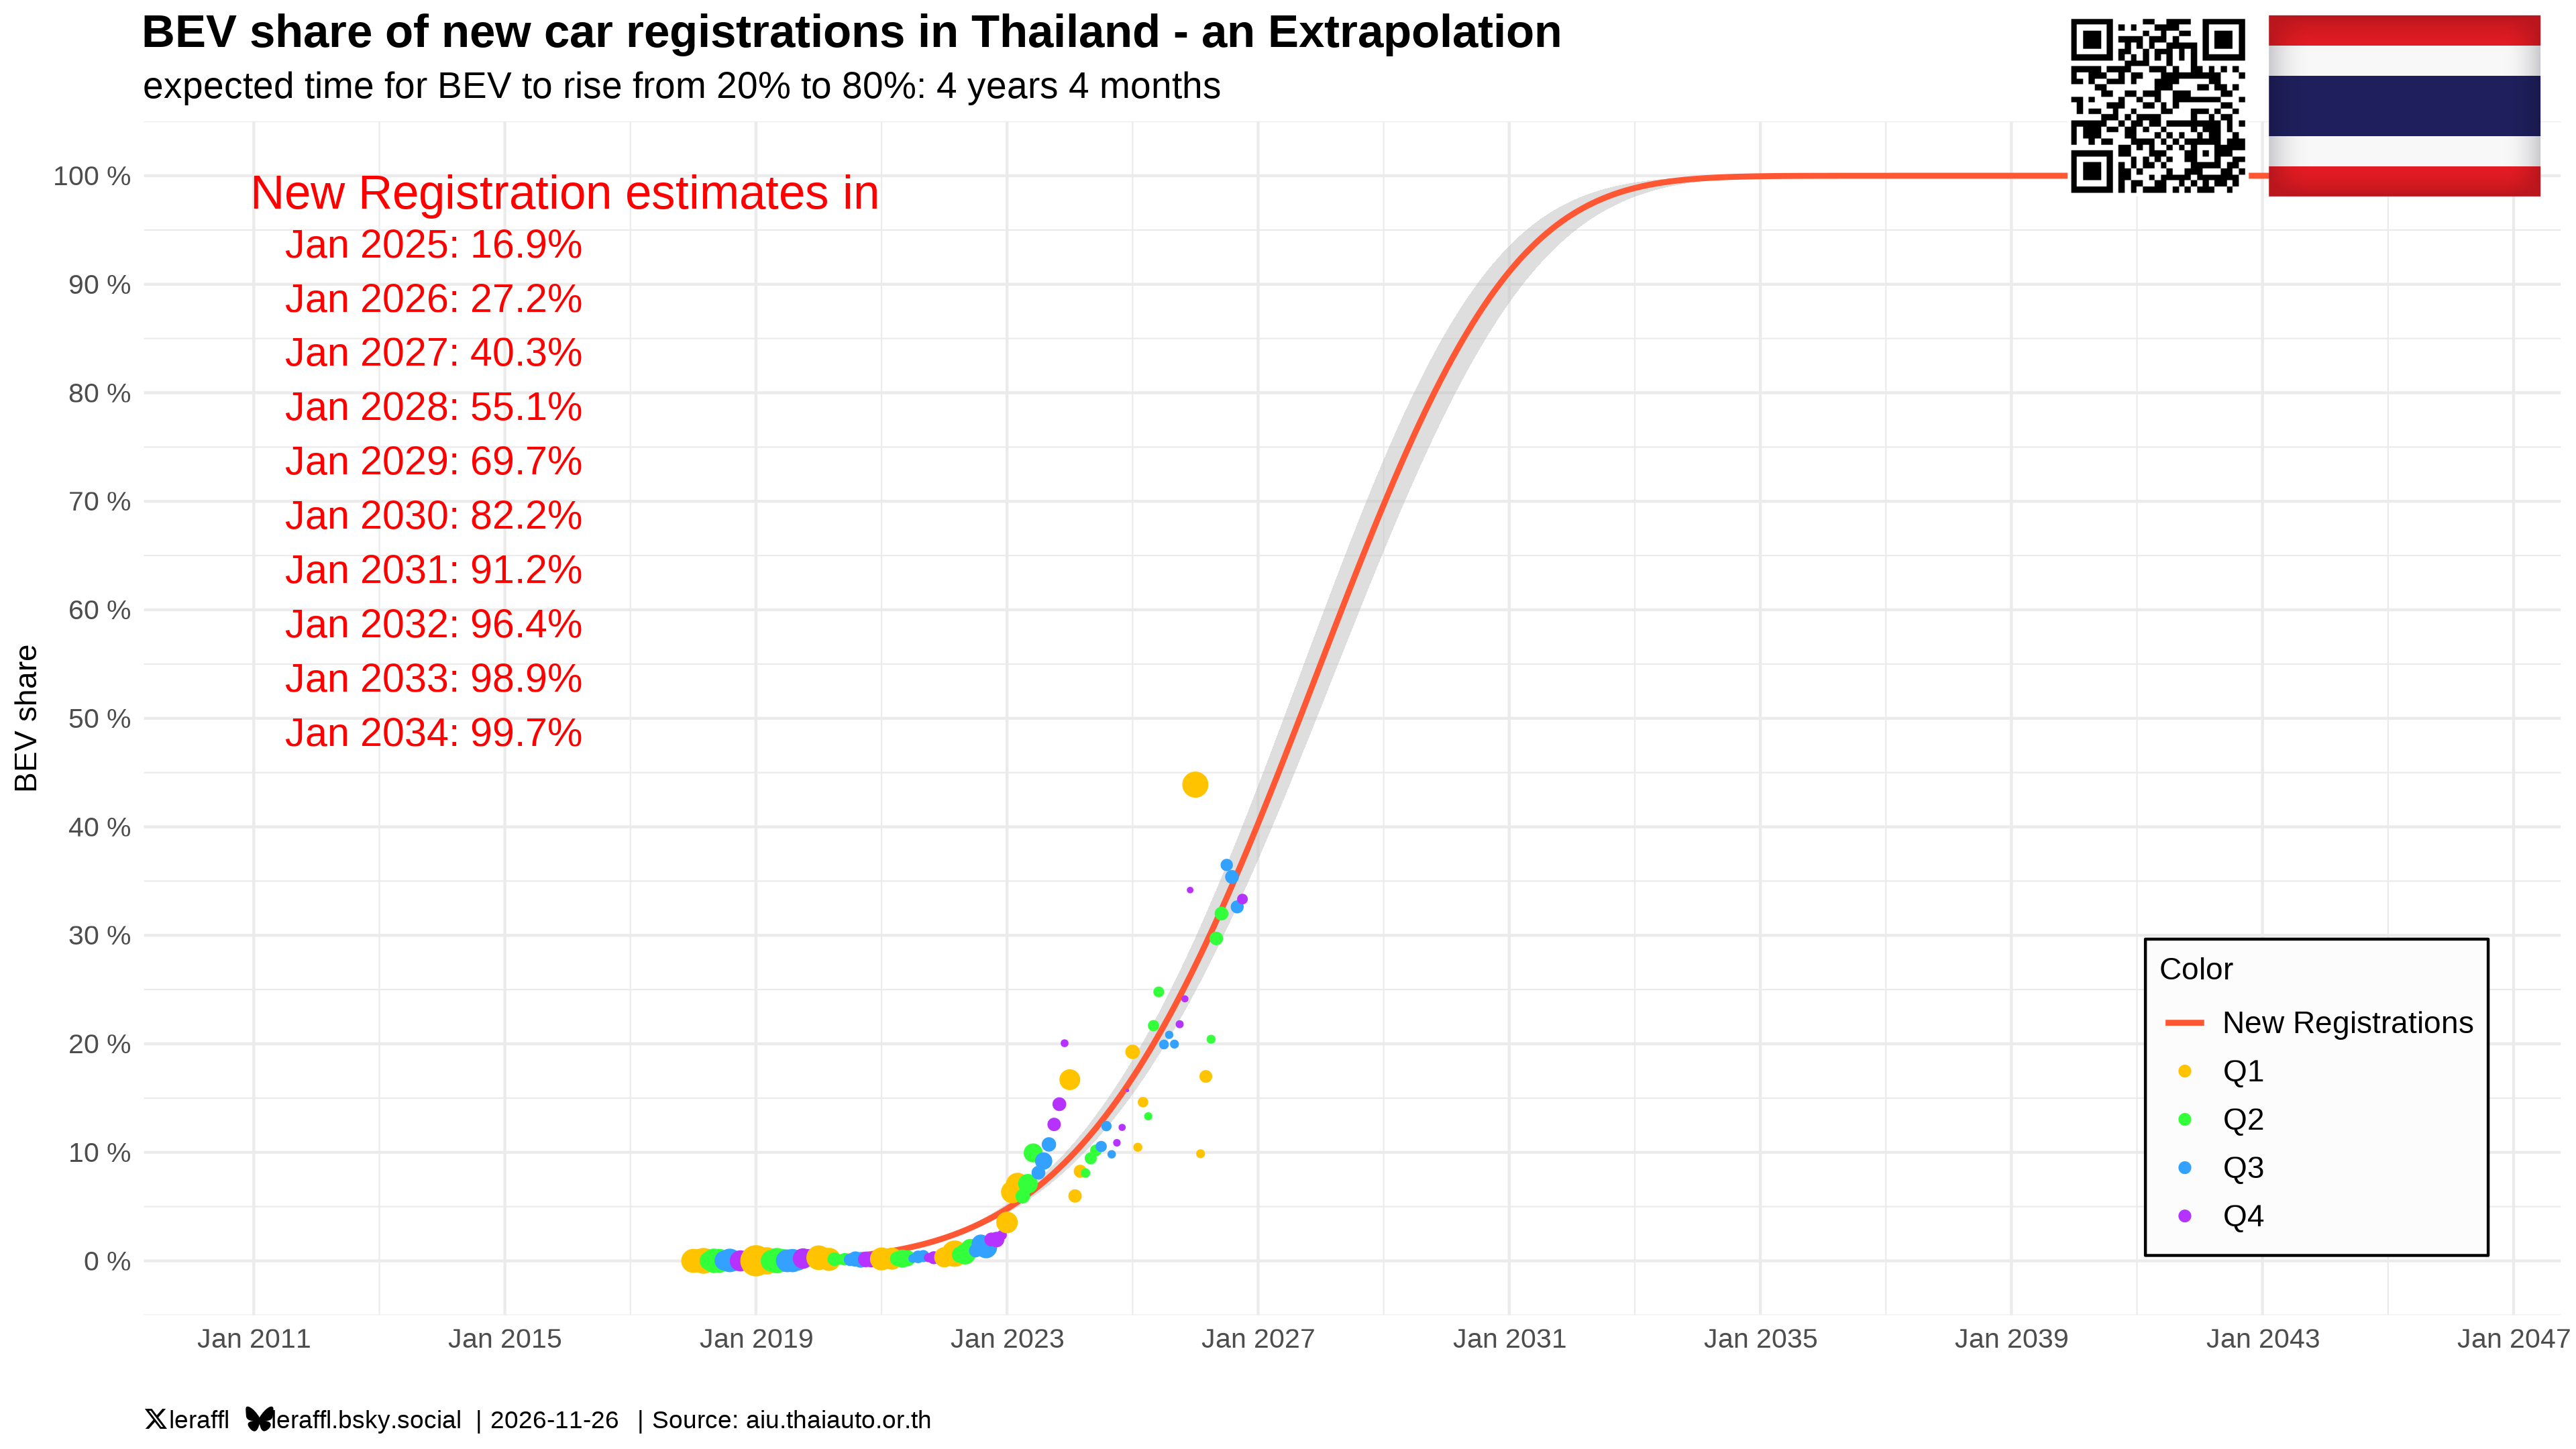 BEV share of new car registrations in Thailand - an Extrapolation
expected time for BEV to rise from 20% to 80%: 4 years 4 months
New Registration estimates in
Jan 2025: 16.9%
Jan 2026: 27.2%
Jan 2027: 40.3%
Jan 2028: 55.1%
Jan 2029: 69.7%
Jan 2030: 82.2%
Jan 2031: 91.2%
Jan 2032: 96.4%
Jan 2033: 98.9%
Jan 2034: 99.7%
BEV share
100 %
90 %
80 %
70 %
60 %
50 %
40 %
30 %
20 %
10 %
0 %
Jan 2011 Jan 2015 Jan 2019 Jan 2023 Jan 2027 Jan 2031 Jan 2035 Jan 2039 Jan 2043 Jan 2047
Color
New Registrations
Q1
Q2
Q3
Q4
leraffl leraffl.bsky.social | 2026-11-26 | Source: aiu.thaiauto.or.th